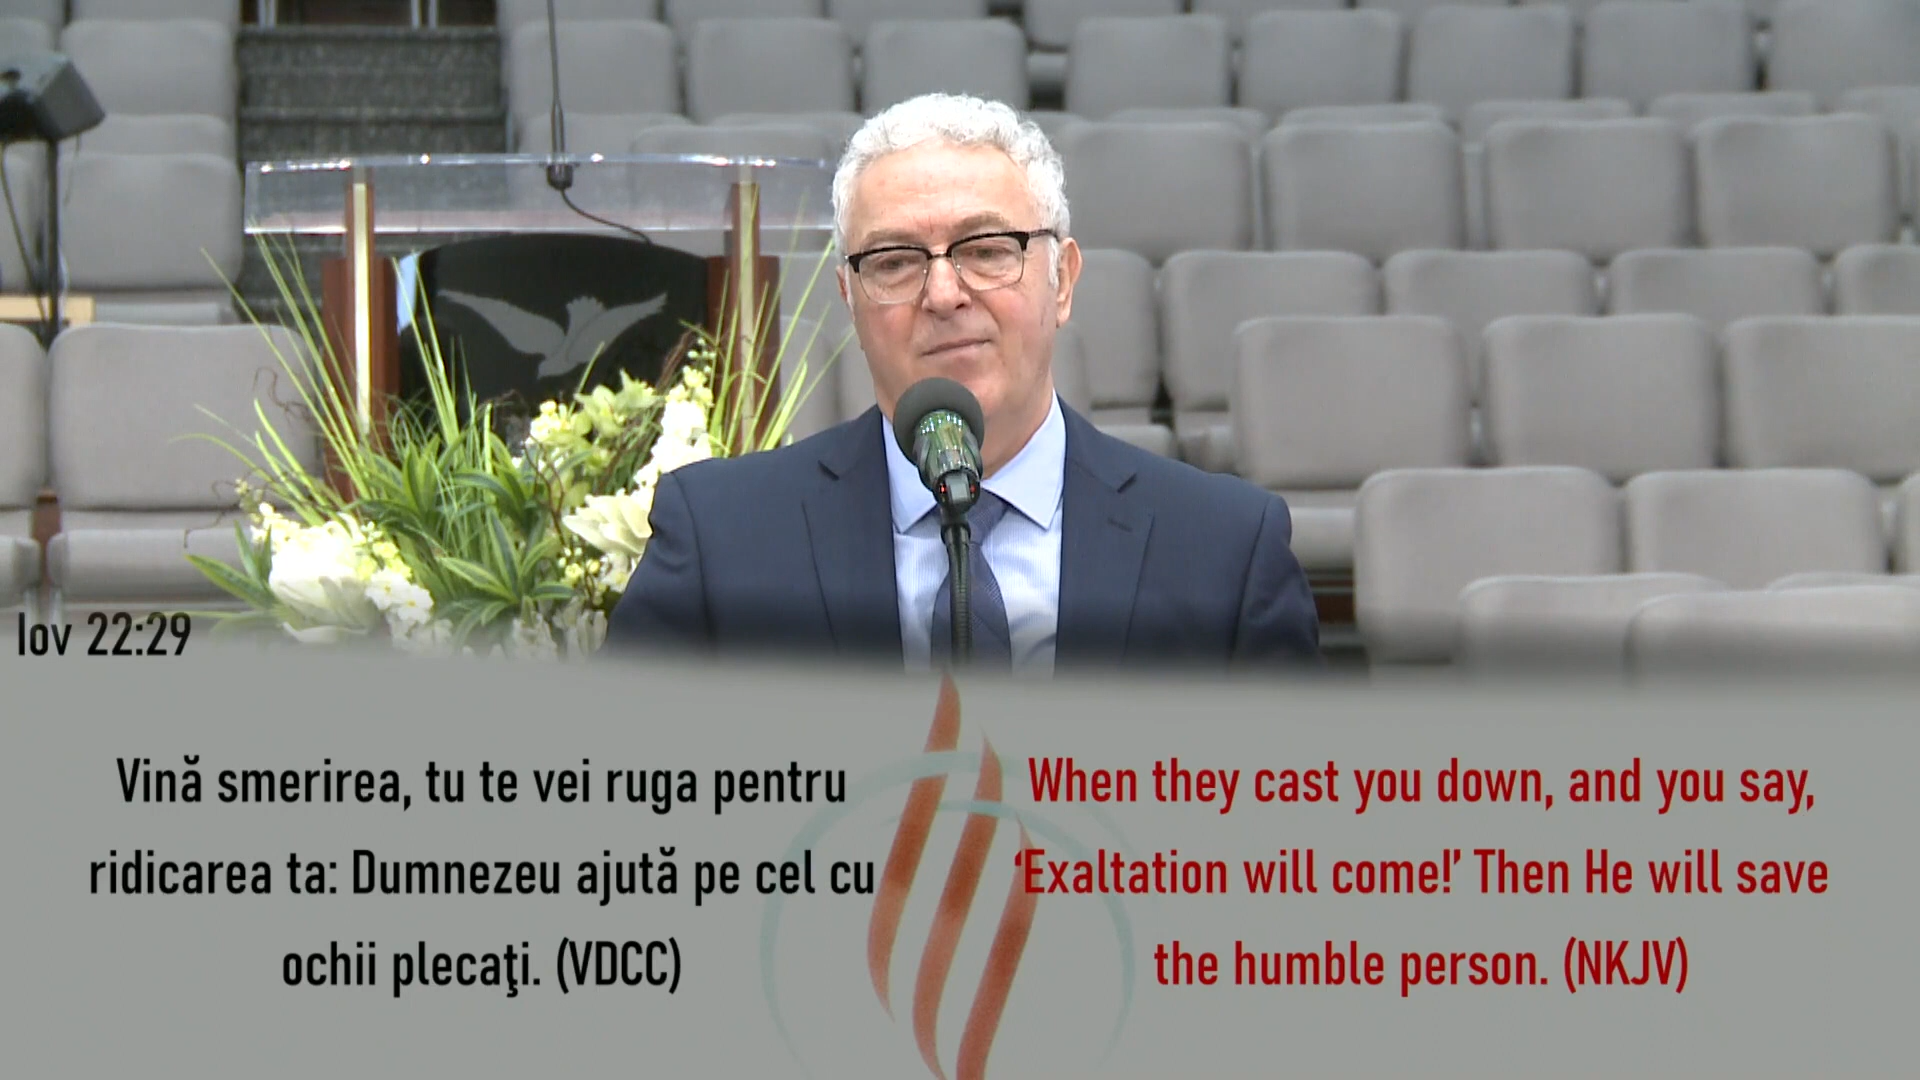 Iov 22:29
Vină smerirea, tu te vei ruga pentru
ridicarea ta: Dumnezeu ajută pe cel cu
ochii plecaţi. (VDCC)
When they cast you down, and you say,
‘Exaltation will come!’ Then He will save
the humble person. (NKJV)